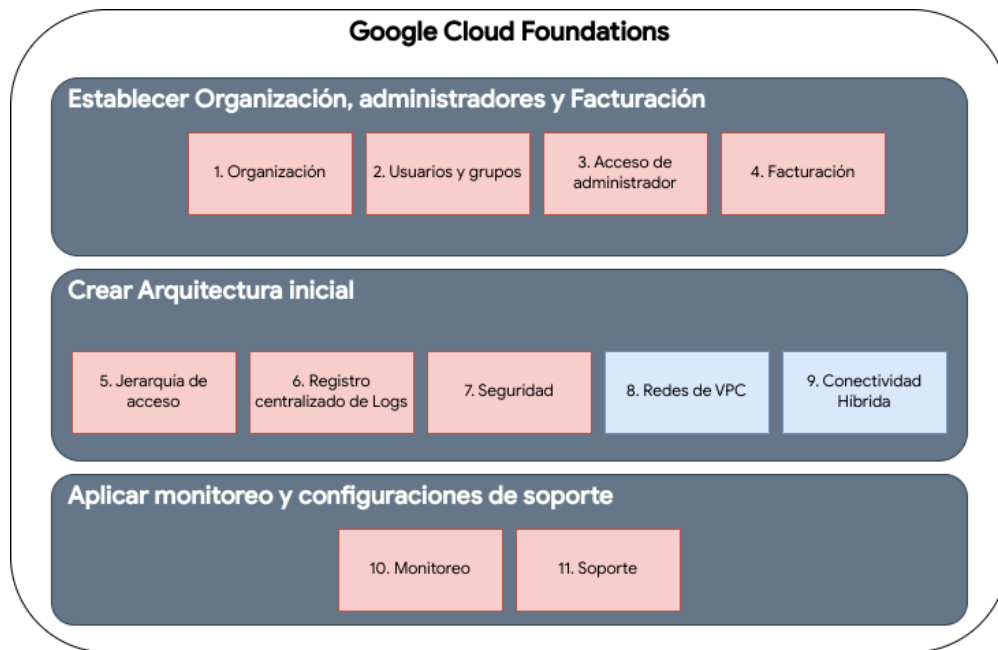 Google Cloud Foundations
Establecer Organización, administradores y Facturación
1. Organización
2. Usuarios y grupos
3. Acceso de
administrador
4. Facturación
Crear Arquitectura inicial
5. Jerarquía de
acceso
6. Registro
centralizado de Logs
7. Seguridad
8. Redes de VPC
9. Conectividad
Híbrida
Aplicar monitoreo y configuraciones de soporte
10. Monitoreo
11. Soporte